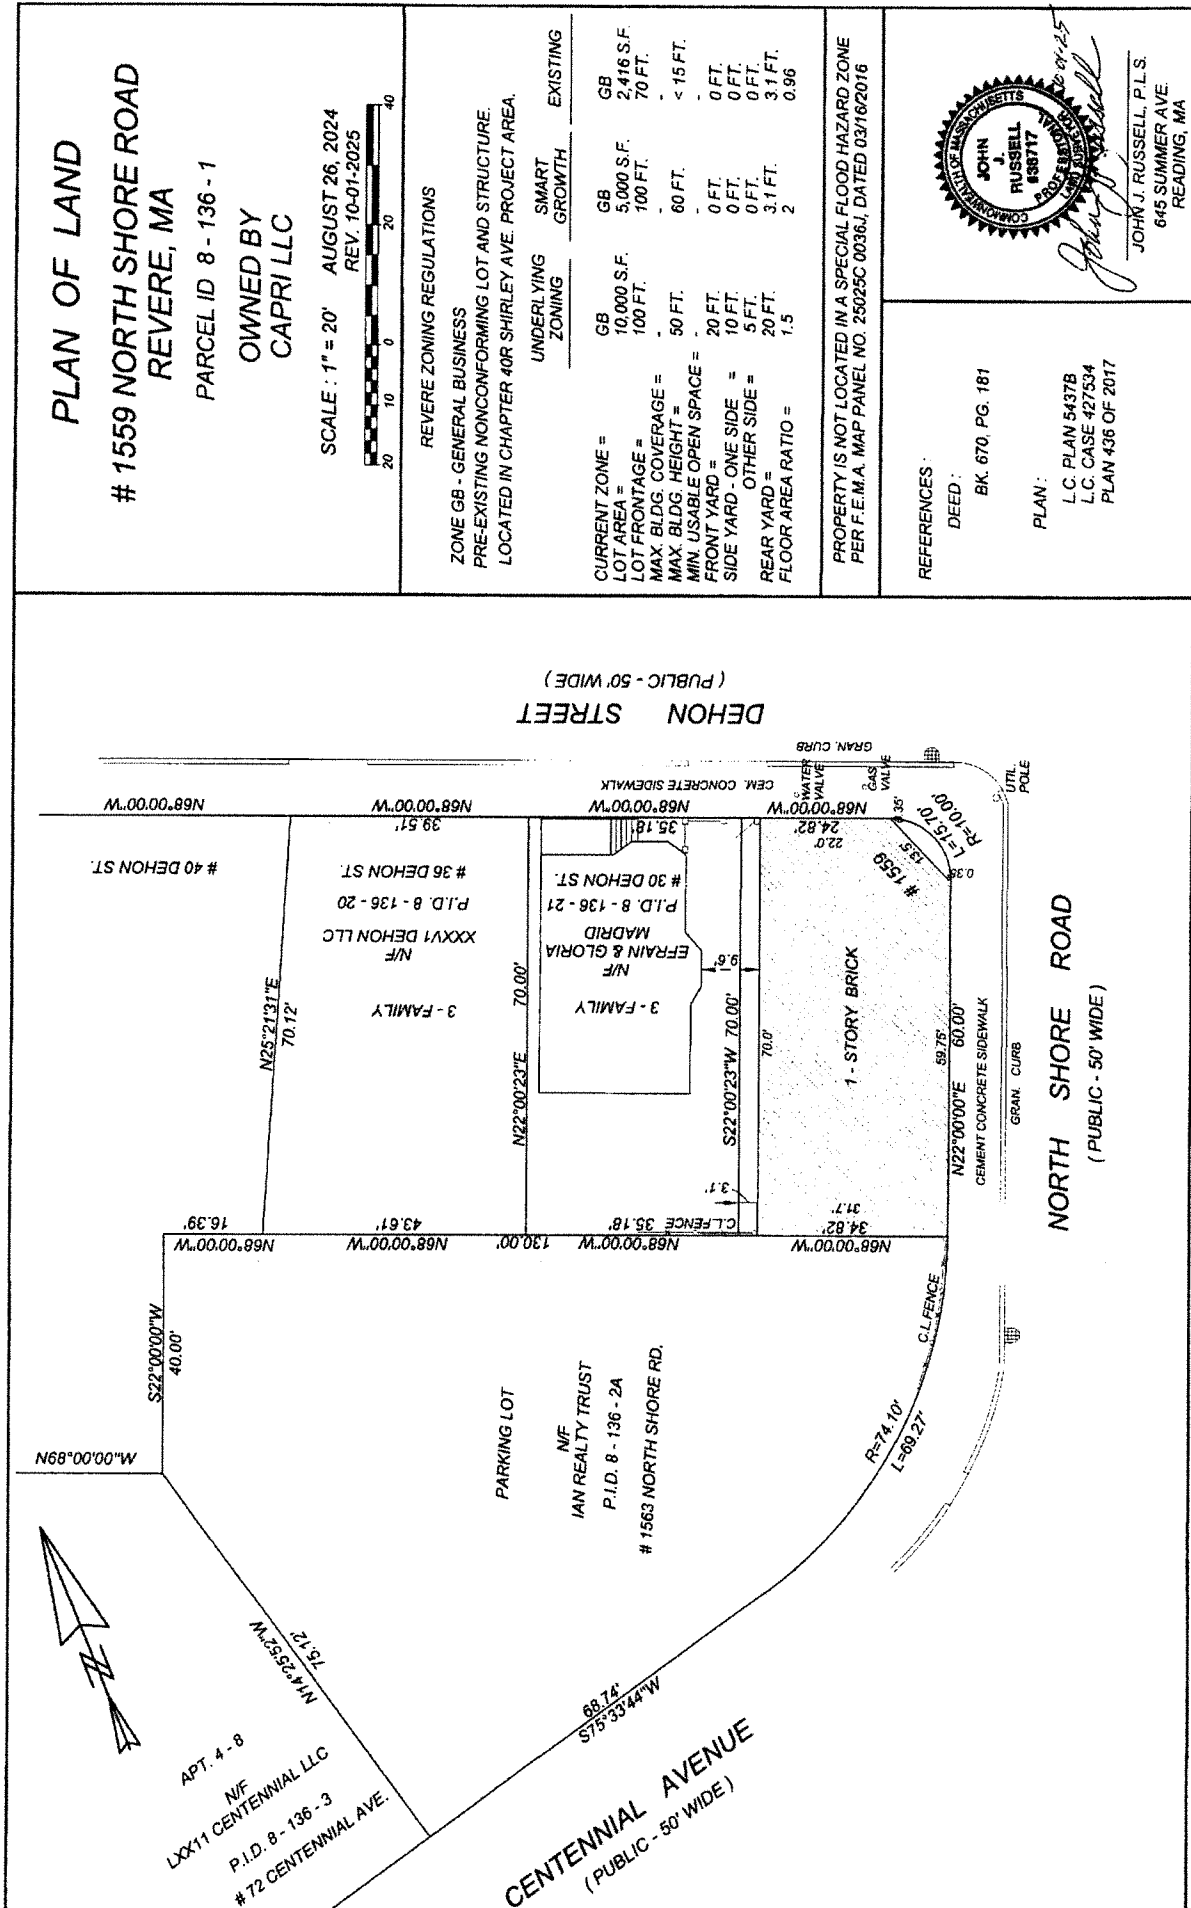 PLAN OF LAND
# 1559 NORTH SHORE ROAD
REVERE, MA
PARCEL ID 8 - 136 - 1
OWNED BY
CAPRI LLC
SCALE : 1" = 20' AUGUST 26, 2024
REV. 10-01-2025
20 10 0 20 40
REVERE ZONING REGULATIONS
ZONE GB - GENERAL BUSINESS
PRE-EXISTING NONCONFORMING LOT AND STRUCTURE.
LOCATED IN CHAPTER 40R SHIRLEY AVE. PROJECT AREA.
UNDERLYING ZONING SMART GROWTH EXISTING
CURRENT ZONE = GB GB GB
LOT AREA = 10,000 S.F. 5,000 S.F. 2,416 S.F.
LOT FRONTAGE = 100 FT. 100 FT. 70 FT.
MAX. BLDG. COVERAGE = - - -
MAX. BLDG. HEIGHT = 50 FT. 60 FT. < 15 FT.
MIN. USABLE OPEN SPACE = - - -
FRONT YARD = 20 FT. 0 FT. 0 FT.
SIDE YARD - ONE SIDE = 10 FT. 0 FT. 0 FT.
OTHER SIDE = 5 FT. 0 FT. 0 FT.
REAR YARD = 20 FT. 3.1 FT. 3.1 FT.
FLOOR AREA RATIO = 1.5 2 0.96
PROPERTY IS NOT LOCATED IN A SPECIAL FLOOD HAZARD ZONE
PER F.E.M.A. MAP PANEL NO. 25025C 0036J, DATED 03/16/2016
REFERENCES :
DEED :
BK. 670, PG. 181
PLAN :
L.C. PLAN 5437B
L.C. CASE 427534
PLAN 436 OF 2017
COMMONWEALTH OF MASSACHUSETTS
JOHN
J.
RUSSELL
#38717
PROFESSIONAL
LAND SURVEYOR
John J. Russell
10-01-25
JOHN J. RUSSELL, P.L.S.
645 SUMMER AVE.
READING, MA
DEHON STREET
( PUBLIC - 50' WIDE )
GRAN. CURB
CEM. CONCRETE SIDEWALK
WATER
VALVE
GAS
VALVE
UTIL.
POLE
N68°00'00"W
N68°00'00"W
39.51'
N68°00'00"W
35.18'
N68°00'00"W
24.82'
22.0'
# 40 DEHON ST.
N25°21'31"E
70.12'
# 36 DEHON ST.
P.I.D. 8 - 136 - 20
N/F
XXXV1 DEHON LLC
3 - FAMILY
N22°00'23"E
70.00'
# 30 DEHON ST.
P.I.D. 8 - 136 - 21
N/F
EFRAIN & GLORIA
MADRID
3 - FAMILY
9.6'
S22°00'23"W 70.00'
70.0'
3.1'
1 - STORY BRICK
# 1559
13.5'
.35'
0.38'
L=15.70'
R=10.00'
59.75'
N22°00'00"E 60.00'
CEMENT CONCRETE SIDEWALK
GRAN. CURB
NORTH SHORE ROAD
( PUBLIC - 50' WIDE )
31.7'
34.82'
N68°00'00"W
C.L.FENCE 35.18'
N68°00'00"W
130.00'
43.61'
N68°00'00"W
16.39'
N68°00'00"W
S22°00'00"W
40.00'
N68°00'00"W
PARKING LOT
N/F
IAN REALTY TRUST
P.I.D. 8 - 136 - 2A
# 1563 NORTH SHORE RD.
C.L.FENCE
R=74.10'
L=69.27'
N14°25'52"W
75.12'
68.74'
S75°33'44"W
APT. 4 - 8
N/F
LXX11 CENTENNIAL LLC
P.I.D. 8 - 136 - 3
# 72 CENTENNIAL AVE.
CENTENNIAL AVENUE
( PUBLIC - 50' WIDE )
N